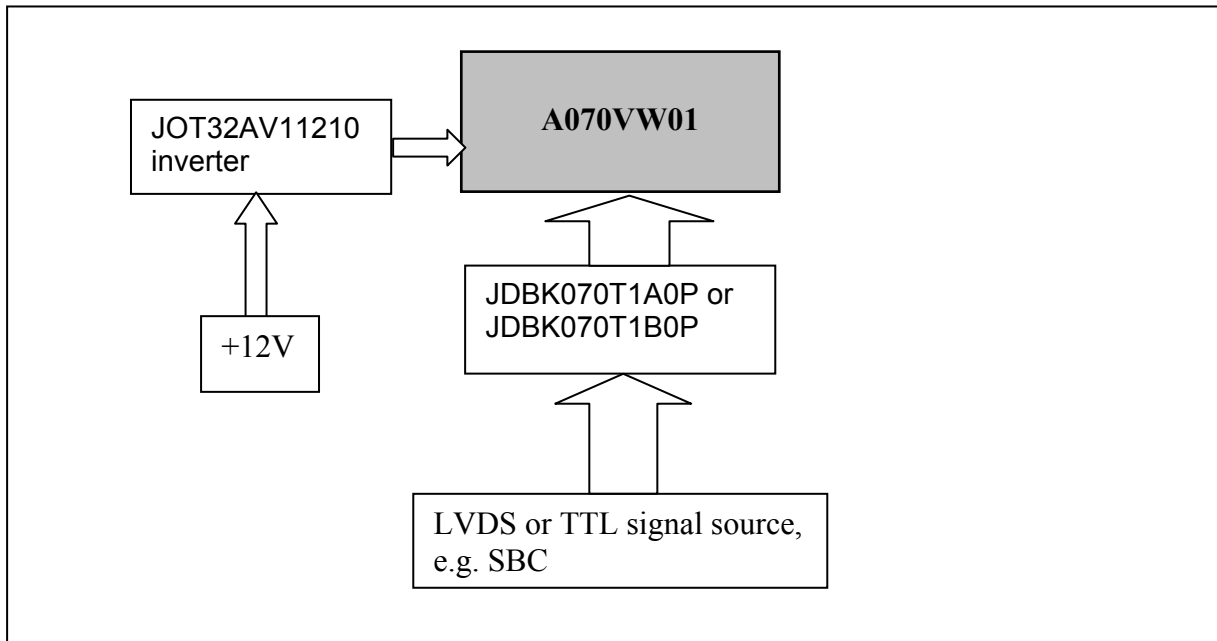 A070VW01
JOT32AV11210
inverter
JDBK070T1A0P or
JDBK070T1B0P
+12V
LVDS or TTL signal source,
e.g. SBC